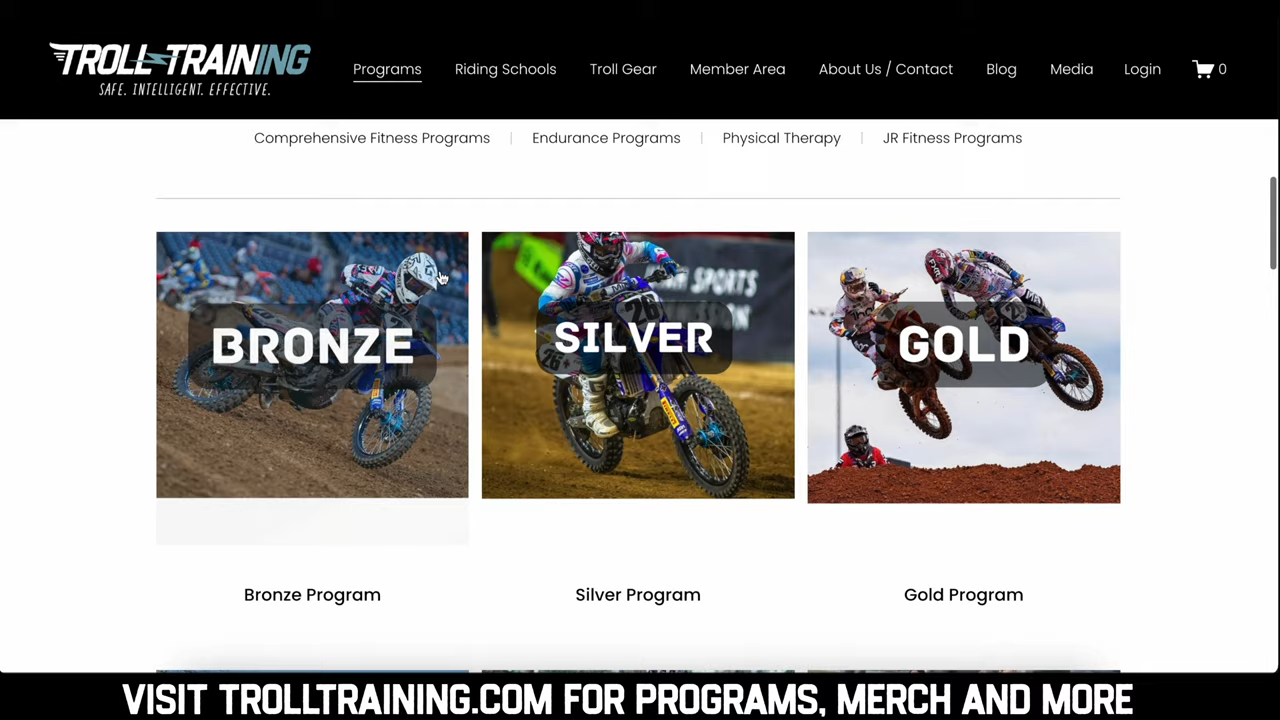 TROLL TRAINING
SAFE. INTELLIGENT. EFFECTIVE.
Programs
Riding Schools
Troll Gear
Member Area
About Us / Contact
Blog
Media
Login
0
Comprehensive Fitness Programs
Endurance Programs
Physical Therapy
JR Fitness Programs
BRONZE
SILVER
GOLD
26
SPORTS
Bronze Program
Silver Program
Gold Program
VISIT TROLLTRAINING.COM FOR PROGRAMS, MERCH AND MORE